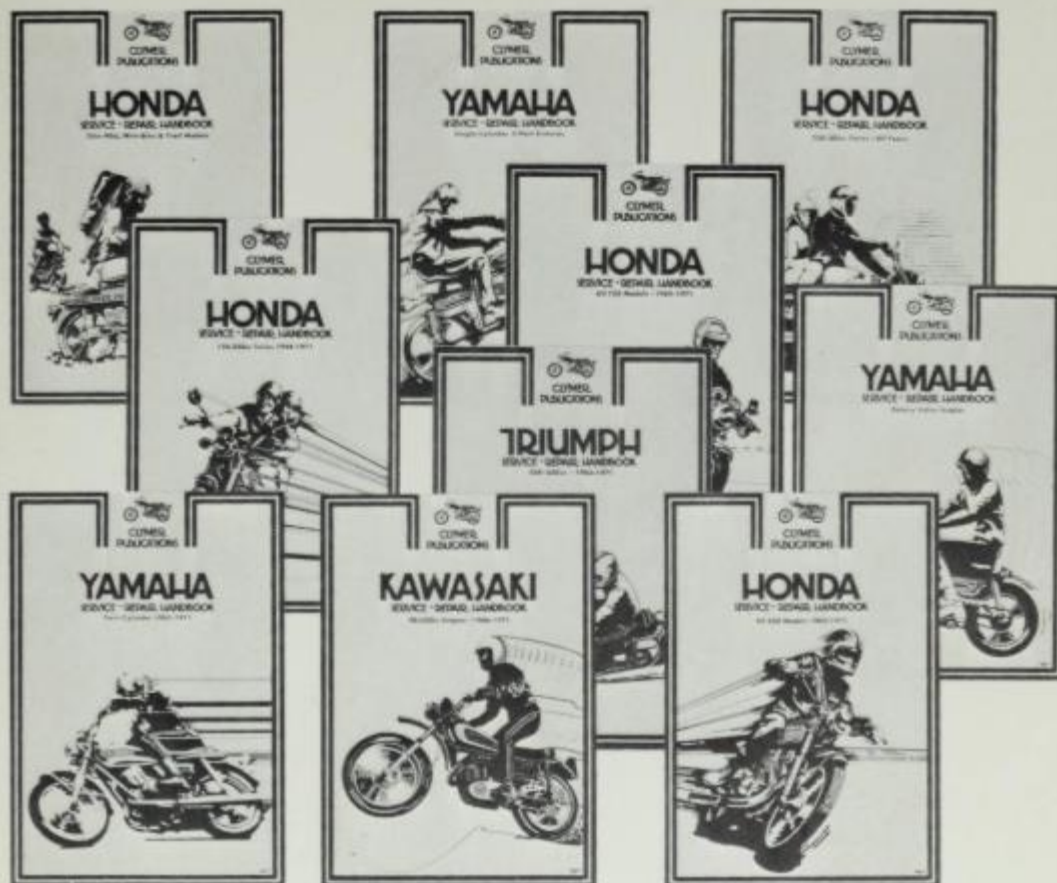 CLYMER
PUBLICATIONS
HONDA
SERVICE - REPAIR, HANDBOOK
CLYMER
PUBLICATIONS
YAMAHA
SERVICE - REPAIR, HANDBOOK
CLYMER
PUBLICATIONS
HONDA
SERVICE - REPAIR, HANDBOOK
CLYMER
PUBLICATIONS
HONDA
SERVICE - REPAIR, HANDBOOK
CLYMER
PUBLICATIONS
HONDA
SERVICE - REPAIR, HANDBOOK
CLYMER
PUBLICATIONS
TRIUMPH
SERVICE - REPAIR, HANDBOOK
CLYMER
PUBLICATIONS
YAMAHA
SERVICE - REPAIR, HANDBOOK
CLYMER
PUBLICATIONS
YAMAHA
SERVICE - REPAIR, HANDBOOK
CLYMER
PUBLICATIONS
KAWASAKI
SERVICE - REPAIR, HANDBOOK
CLYMER
PUBLICATIONS
HONDA
SERVICE - REPAIR, HANDBOOK